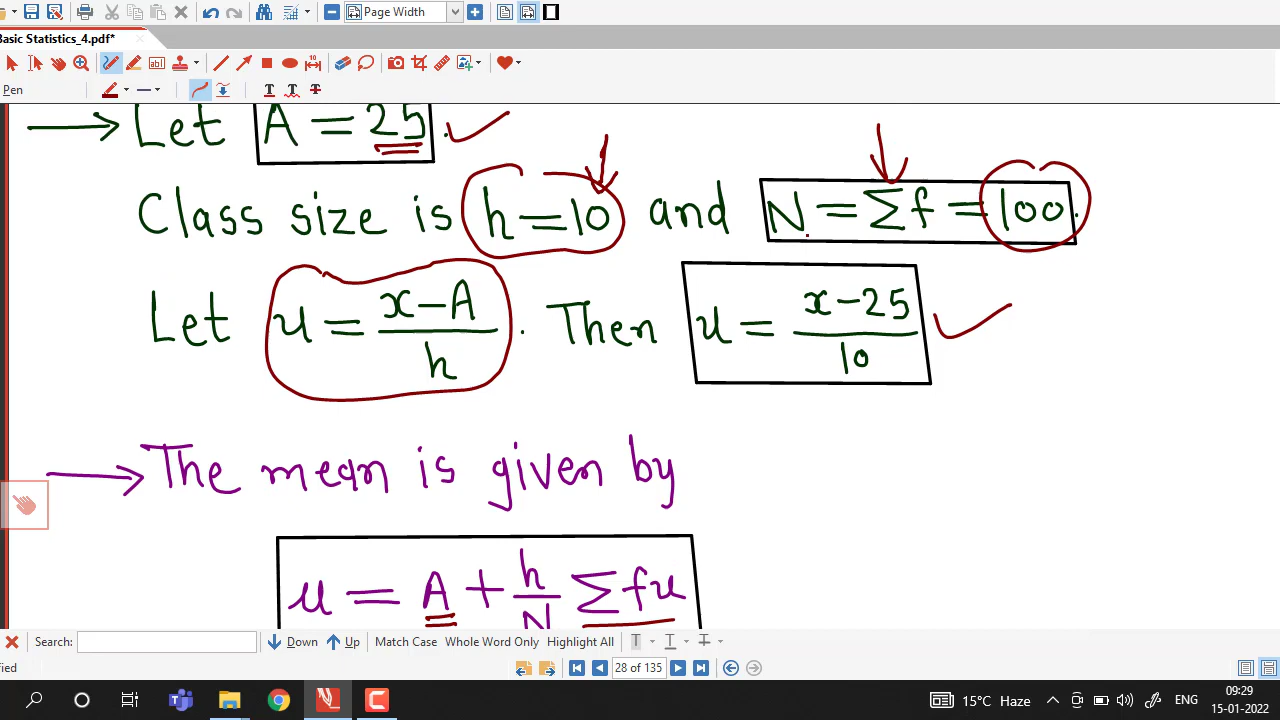 Page Width
Basic Statistics_4.pdf*
Pen
→ Let A = 25.
Class size is h = 10 and N = Σf = 100.
Let u = (x−A)/h. Then u = (x−25)/10
→ The mean is given by
μ = A + h/N Σfu
Search: Down Up Match Case Whole Word Only Highlight All
fied 28 of 135
15°C Haze ENG 09:29
15-01-2022